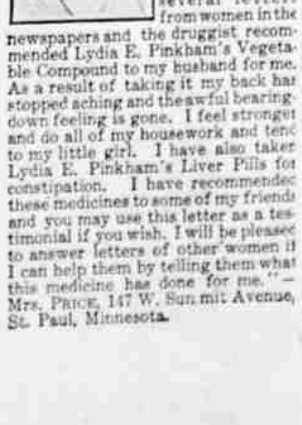 several letters
from women in the
newspapers and the druggist recom-
mended Lydia E. Pinkham's Vegeta-
ble Compound to my husband for me.
As a result of taking it my back has
stopped aching and the awful bearing-
down feeling is gone. I feel stronger
and do all of my housework and tend
to my little girl. I have also taken
Lydia E. Pinkham's Liver Pills for
constipation. I have recommended
these medicines to some of my friends
and you may use this letter as a tes-
timonial if you wish. I will be pleased
to answer letters of other women if
I can help them by telling them what
this medicine has done for me."—
Mrs. PRICE, 147 W. Summit Avenue,
St. Paul, Minnesota.